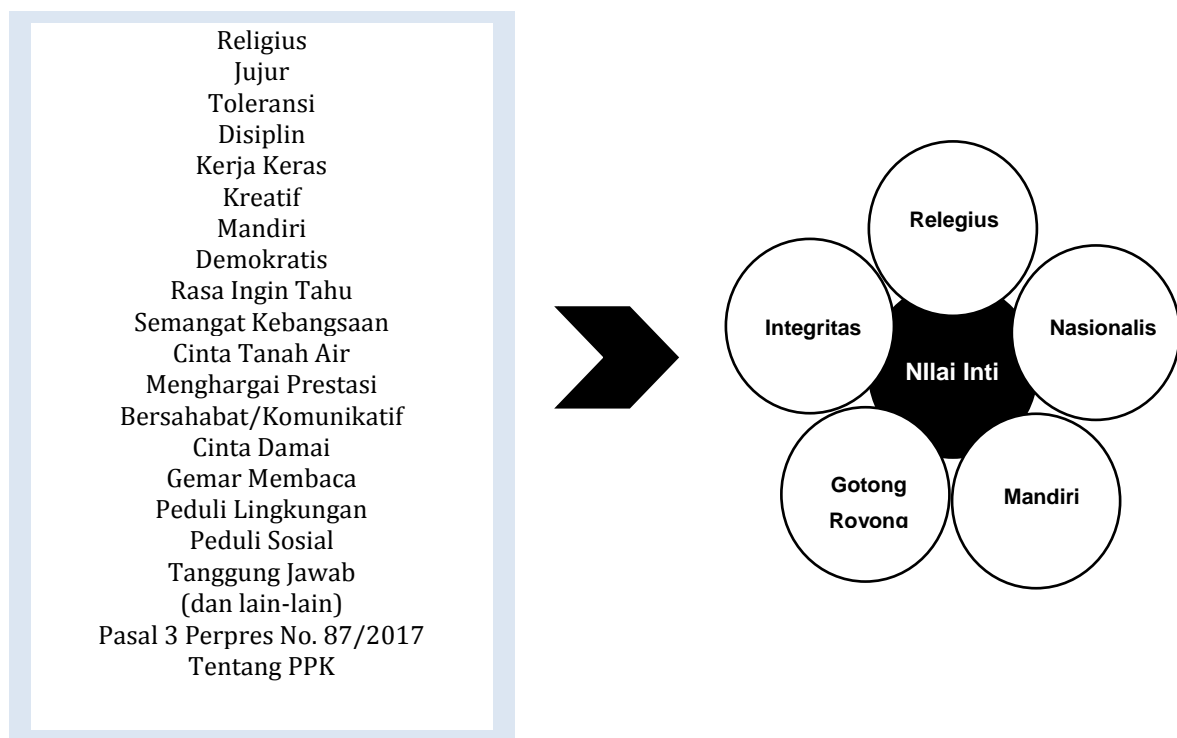 Religius
Jujur
Toleransi
Disiplin
Kerja Keras
Kreatif
Mandiri
Demokratis
Rasa Ingin Tahu
Semangat Kebangsaan
Cinta Tanah Air
Menghargai Prestasi
Bersahabat/Komunikatif
Cinta Damai
Gemar Membaca
Peduli Lingkungan
Peduli Sosial
Tanggung Jawab
(dan lain-lain)
Pasal 3 Perpres No. 87/2017
Tentang PPK
Relegius
Integritas
Nasionalis
NIlai Inti
Gotong
Royong
Mandiri